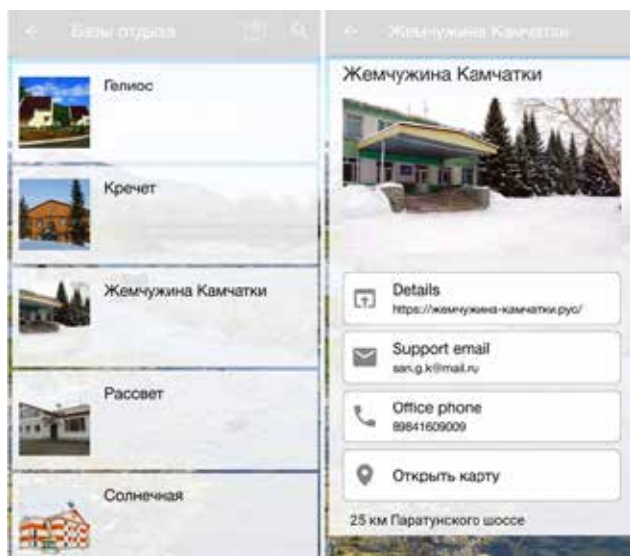 Базы отдыха
Гелиос
Кречет
Жемчужина Камчатки
Рассвет
Солнечная
Жемчужина Камчатки
Жемчужина Камчатки
Details
https://жемчужина-камчатки.рус/
Support email
san.g.k@mail.ru
Office phone
89841609009
Открыть карту
25 км Паратунского шоссе